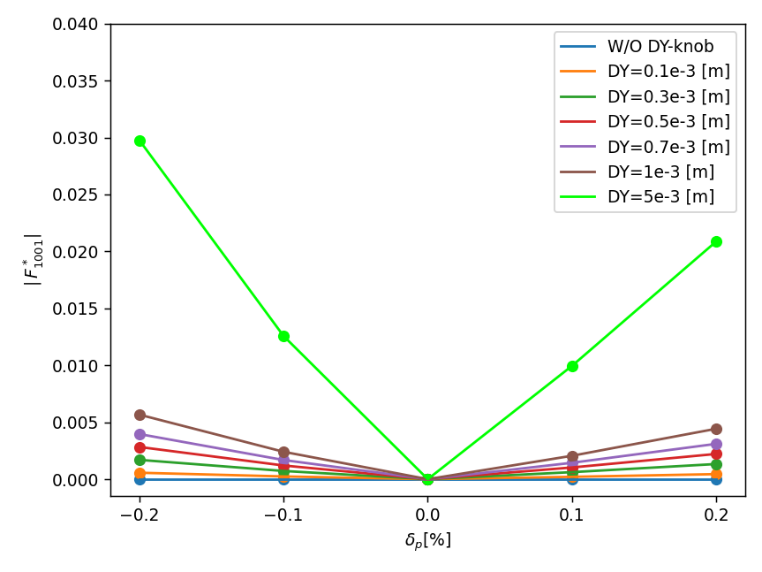 0.040
0.035
0.030
0.025
0.020
0.015
0.010
0.005
0.000
|F*1001|
−0.2 −0.1 0.0 0.1 0.2
δp[%]
W/O DY-knob
DY=0.1e-3 [m]
DY=0.3e-3 [m]
DY=0.5e-3 [m]
DY=0.7e-3 [m]
DY=1e-3 [m]
DY=5e-3 [m]